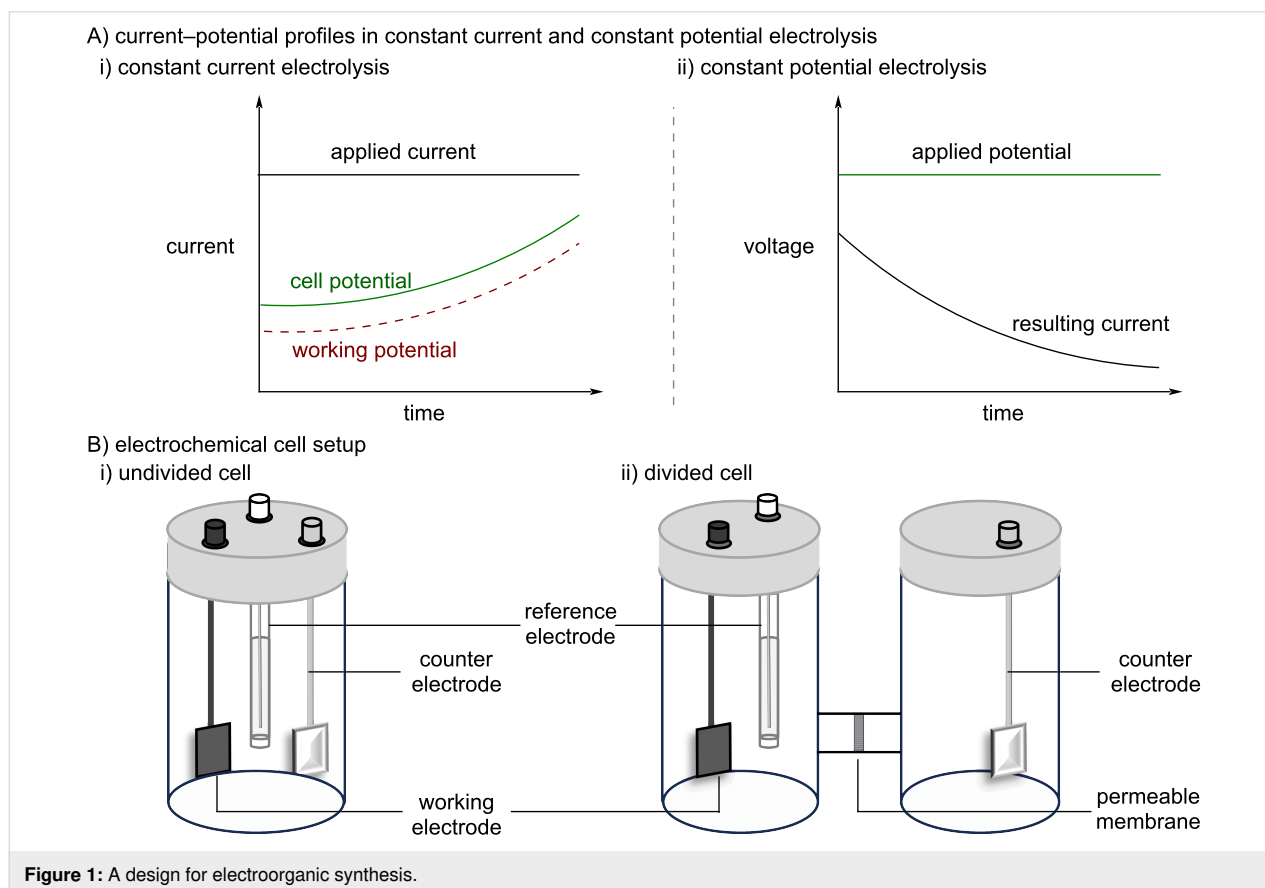 A) current–potential profiles in constant current and constant potential electrolysis
i) constant current electrolysis
ii) constant potential electrolysis
applied current
current
cell potential
working potential
time
applied potential
voltage
resulting current
time
B) electrochemical cell setup
i) undivided cell
ii) divided cell
reference
electrode
counter
electrode
counter
electrode
working
electrode
permeable
membrane
Figure 1: A design for electroorganic synthesis.